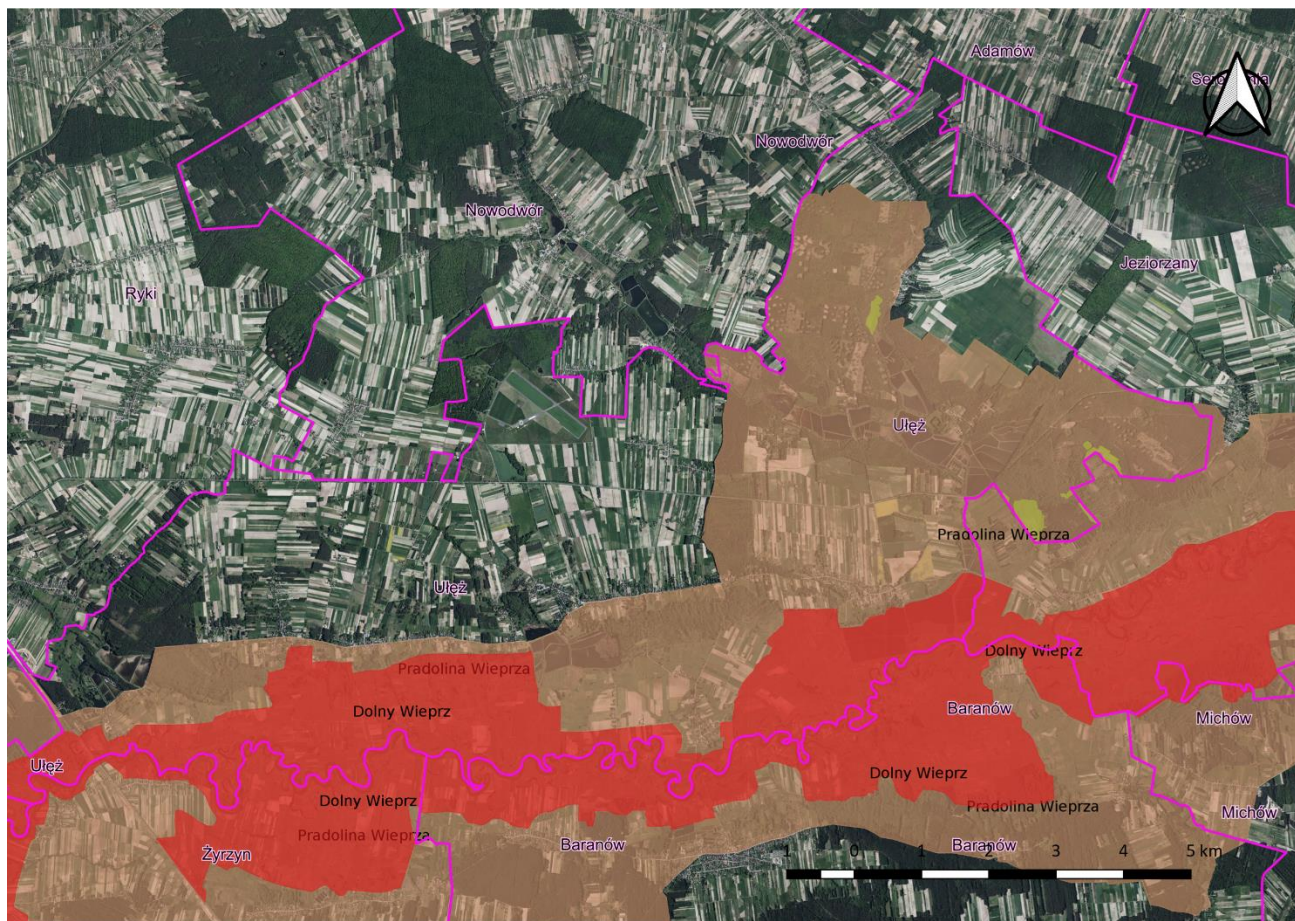 Adamów
Serokomla
Nowodwór
Nowodwór
Jeziorzany
Ryki
Ułęż
Pradolina Wieprza
Ułęż
Dolny Wieprz
Pradolina Wieprza
Dolny Wieprz
Baranów
Michów
Ułęż
Dolny Wieprz
Dolny Wieprz
Pradolina Wieprza
Michów
Pradolina Wieprza
Żyrzyn
Baranów
Baranów
1 0 1 2 3 4 5 km